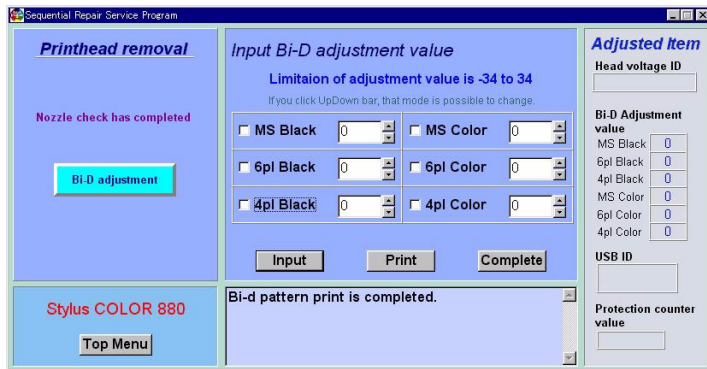 Sequential Repair Service Program
Printhead removal
Nozzle check has completed
Bi-D adjustment
Stylus COLOR 880
Top Menu
Input Bi-D adjustment value
Limitaion of adjustment value is -34 to 34
If you click UpDown bar, that mode is possible to change.
MS Black 0 MS Color 0
6pl Black 0 6pl Color 0
4pl Black 0 4pl Color 0
Input Print Complete
Bi-d pattern print is completed.
Adjusted Item
Head voltage ID
Bi-D Adjustment
value
MS Black 0
6pl Black 0
4pl Black 0
MS Color 0
6pl Color 0
4pl Color 0
USB ID
Protection counter
value